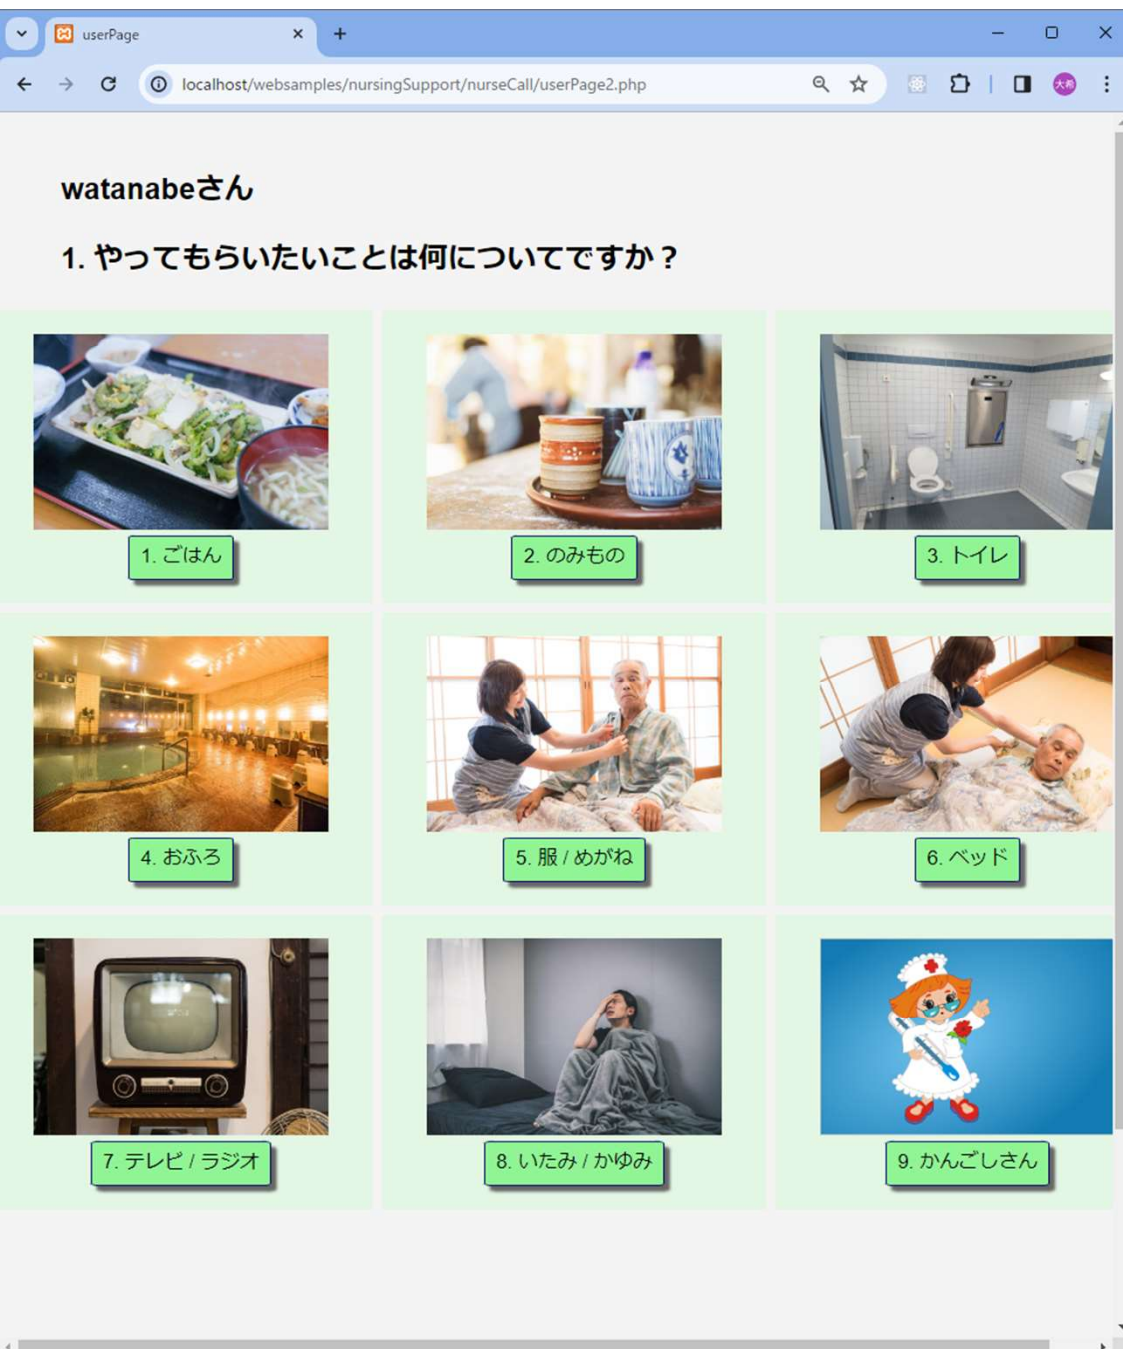 userPage
localhost/websamples/nursingSupport/nurseCall/userPage2.php
大希
watanabeさん
1. やってもらいたいことは何についてですか？
1. ごはん
2. のみもの
3. トイレ
4. おふろ
5. 服 / めがね
6. ベッド
7. テレビ / ラジオ
8. いたみ / かゆみ
9. かんごしさん